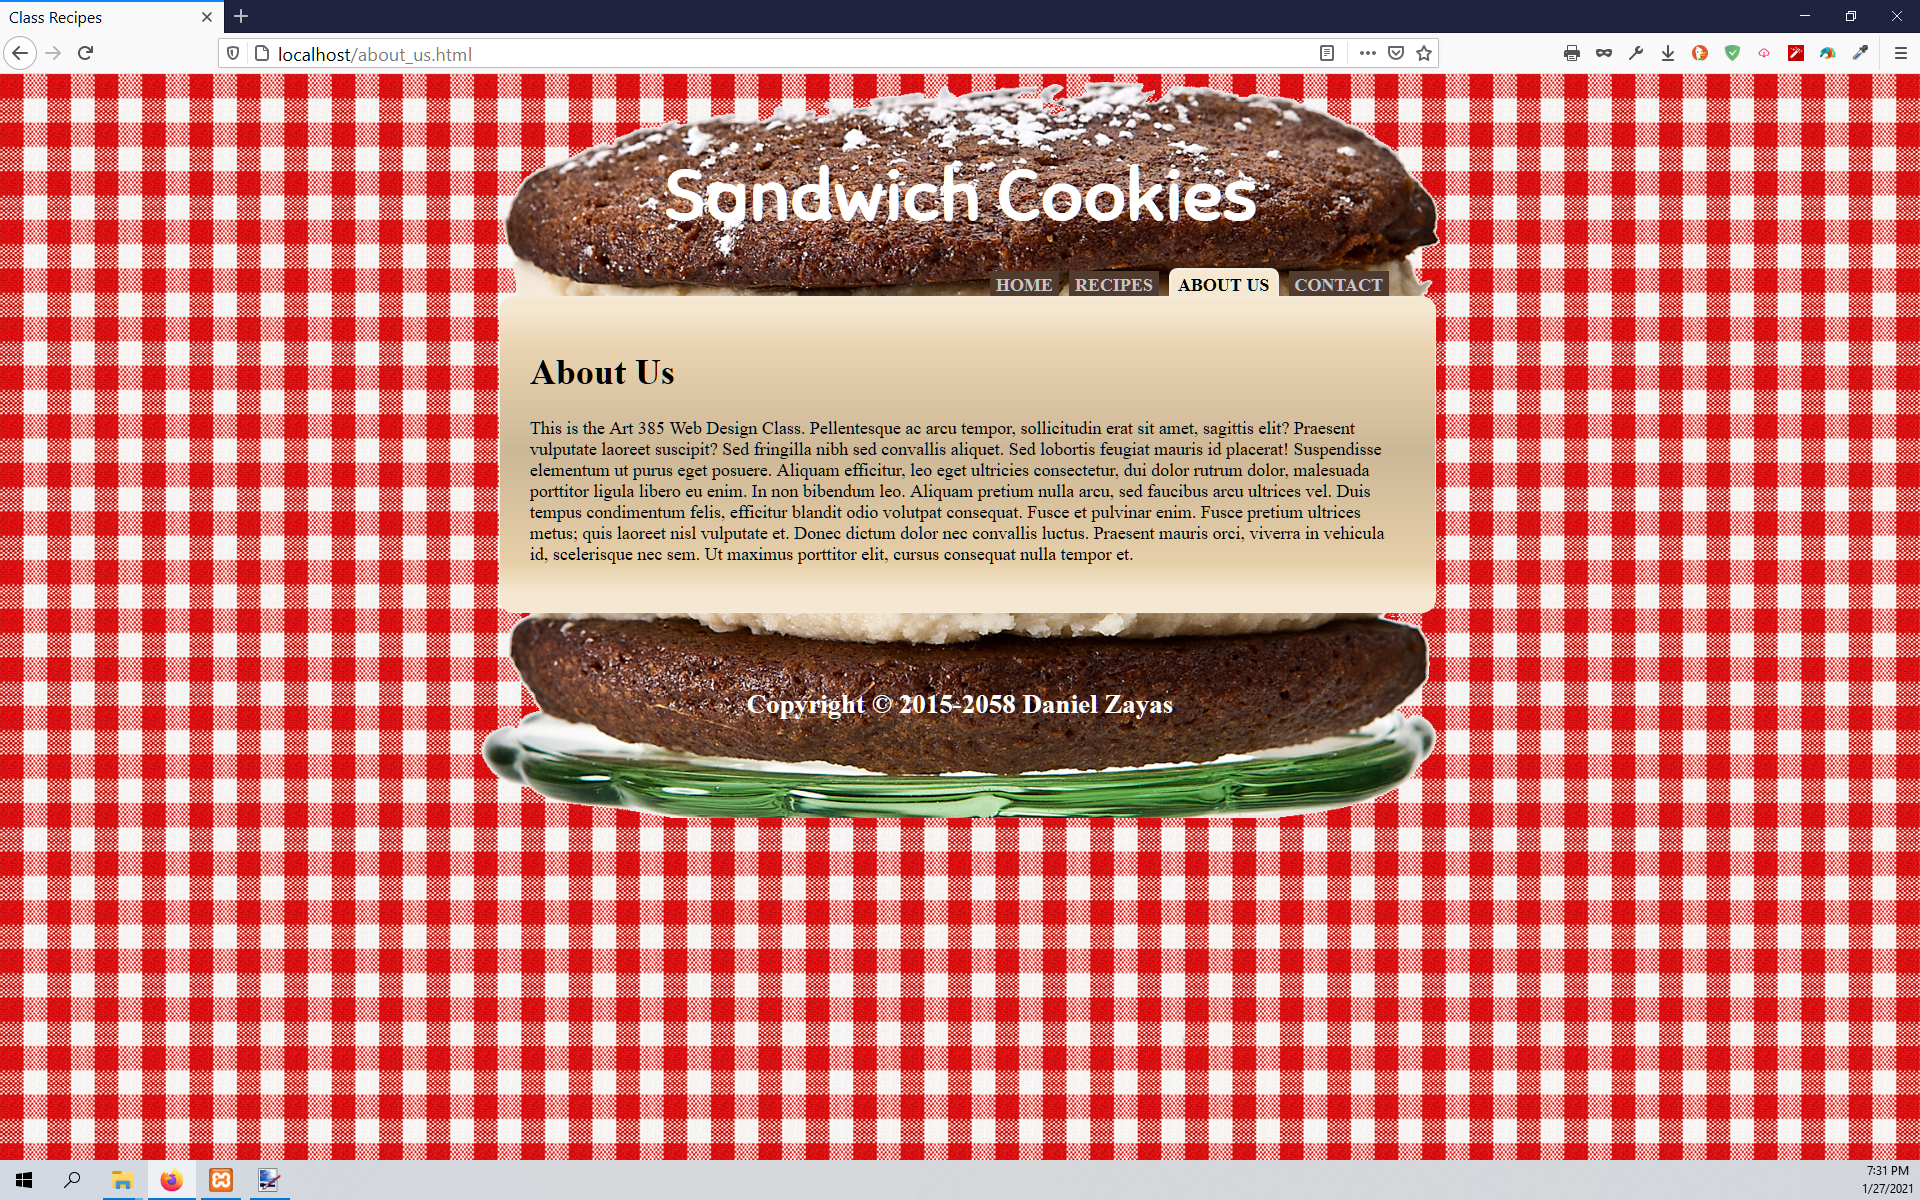 Class Recipes
localhost/about_us.html
Sandwich Cookies
HOME RECIPES ABOUT US CONTACT
About Us
This is the Art 385 Web Design Class. Pellentesque ac arcu tempor, sollicitudin erat sit amet, sagittis elit? Praesent
vulputate laoreet suscipit? Sed fringilla nibh sed convallis aliquet. Sed lobortis feugiat mauris id placerat! Suspendisse
elementum ut purus eget posuere. Aliquam efficitur, leo eget ultricies consectetur, dui dolor rutrum dolor, malesuada
porttitor ligula libero eu enim. In non bibendum leo. Aliquam pretium nulla arcu, sed faucibus arcu ultrices vel. Duis
tempus condimentum felis, efficitur blandit odio volutpat consequat. Fusce et pulvinar enim. Fusce pretium ultrices
metus; quis laoreet nisl vulputate et. Donec dictum dolor nec convallis luctus. Praesent mauris orci, viverra in vehicula
id, scelerisque nec sem. Ut maximus porttitor elit, cursus consequat nulla tempor et.
Copyright © 2015-2058 Daniel Zayas
7:31 PM
1/27/2021